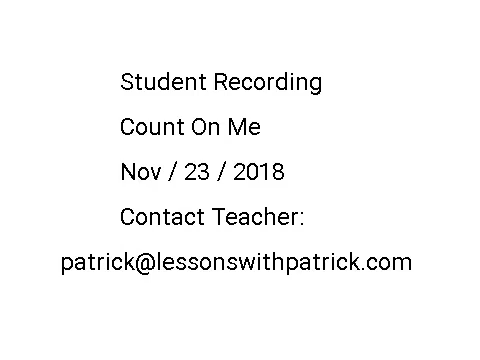 Student Recording
Count On Me
Nov / 23 / 2018
Contact Teacher:
patrick@lessonswithpatrick.com